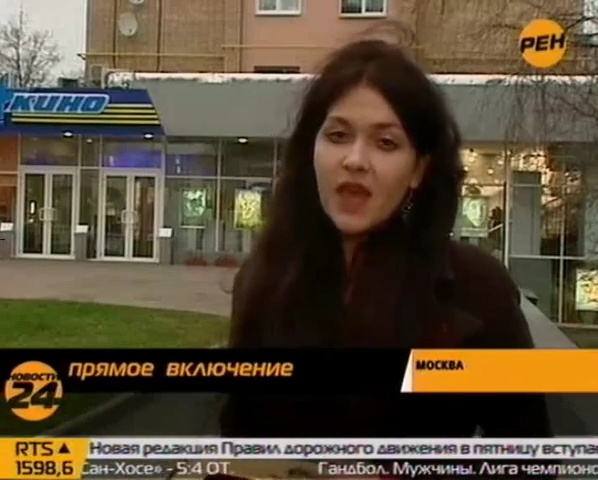 РЕН
КИНО
ПРЯМОЕ ВКЛЮЧЕНИЕ
МОСКВА
НОВОСТИ
24
RTS
1598,6
Новая редакция Правил дорожного движения в пятницу вступа
Сан-Хосе» - 5:4 ОТ. Гандбол. Мужчины. Лига чемпионо